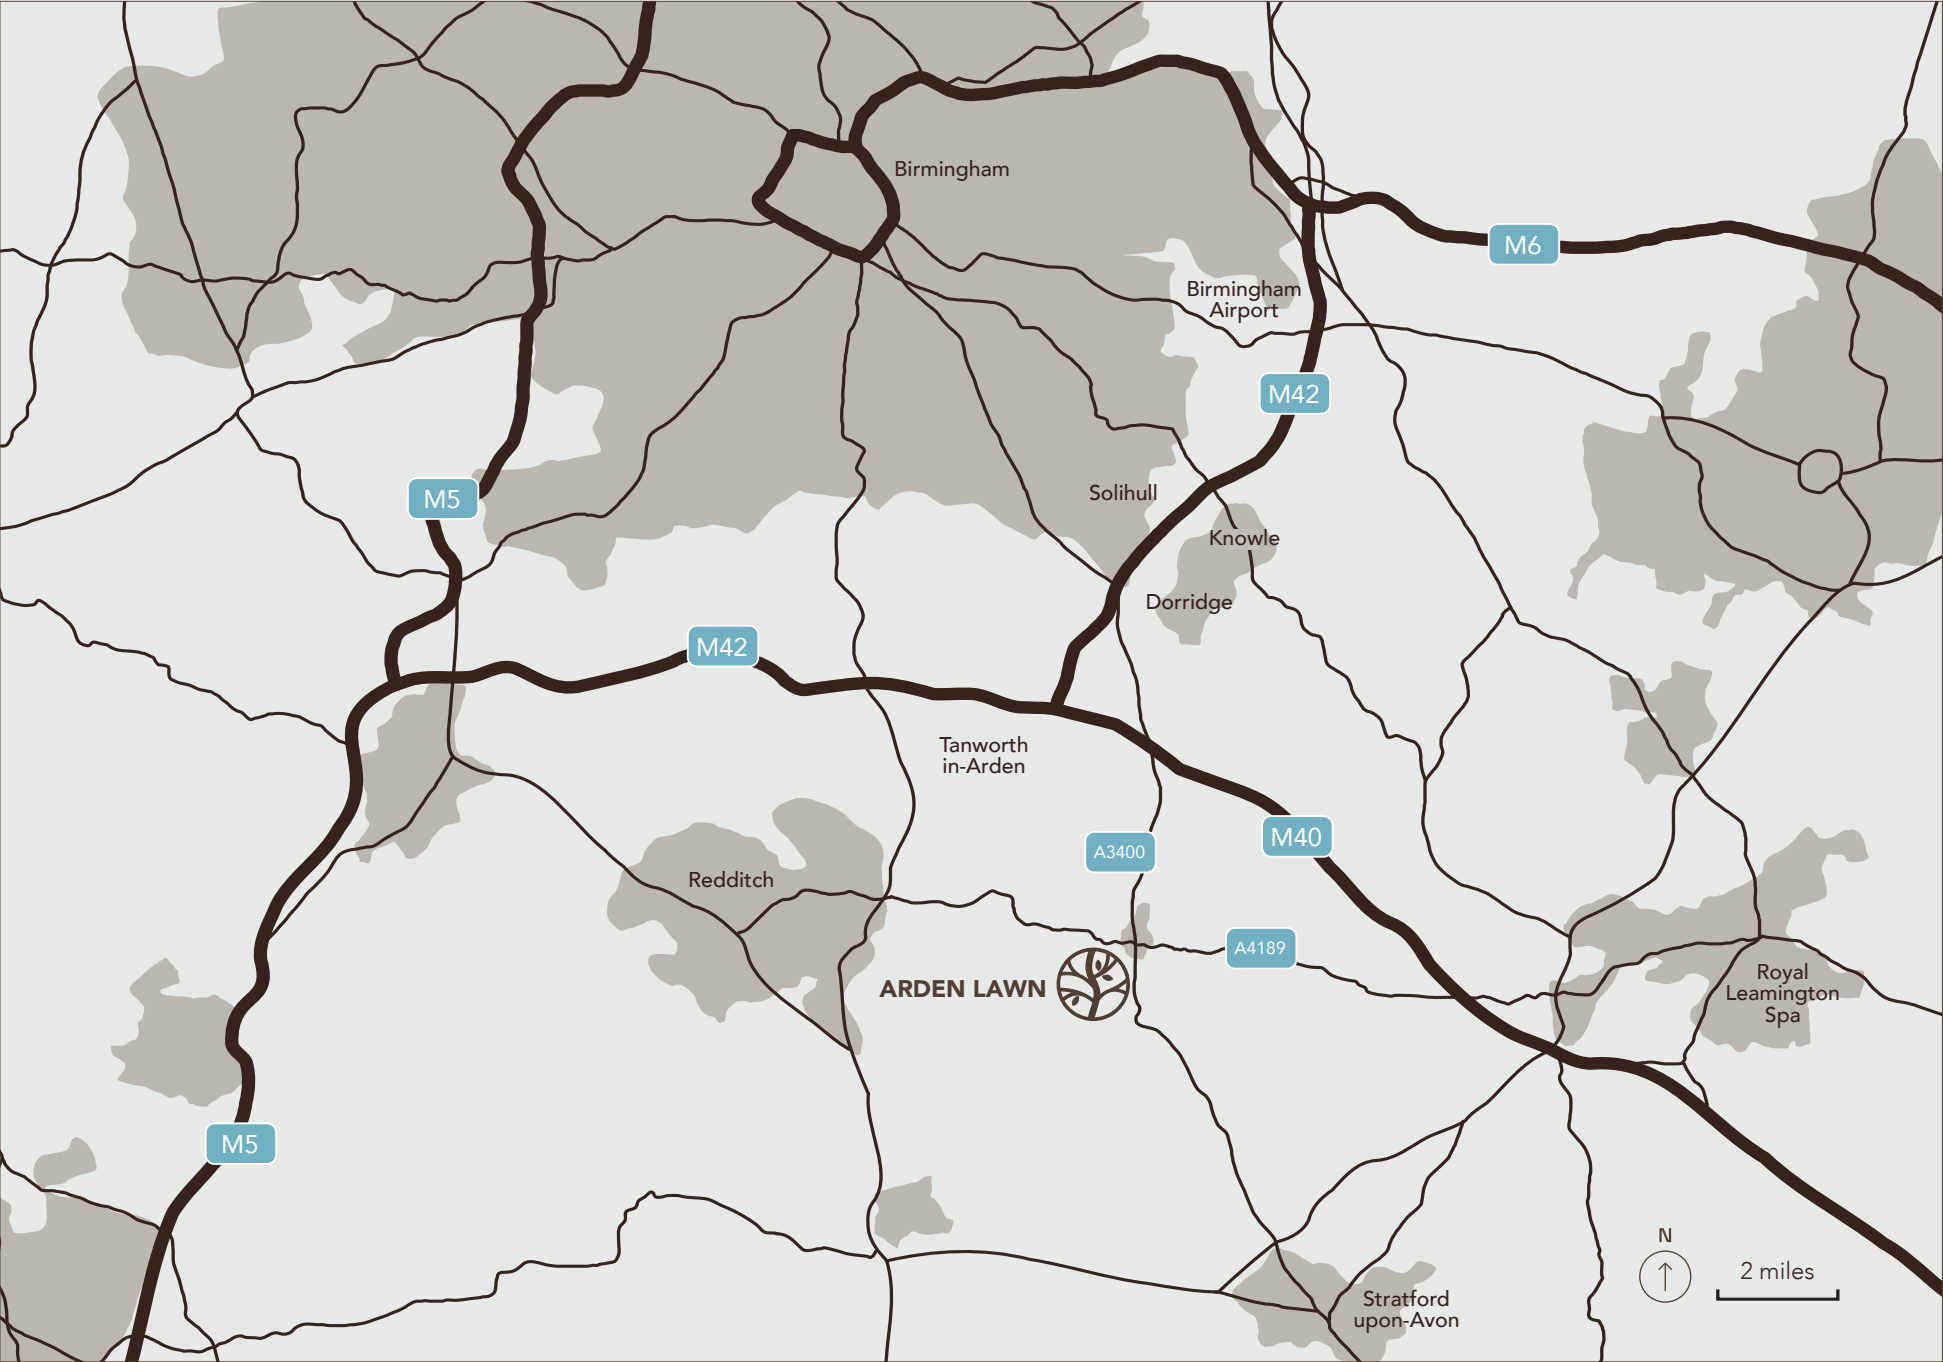 Birmingham
M6
Birmingham
Airport
M42
M5
Solihull
Knowle
Dorridge
M42
Tanworth
in-Arden
A3400
M40
Redditch
A4189
ARDEN LAWN
Royal
Leamington
Spa
M5
N
2 miles
Stratford
upon-Avon